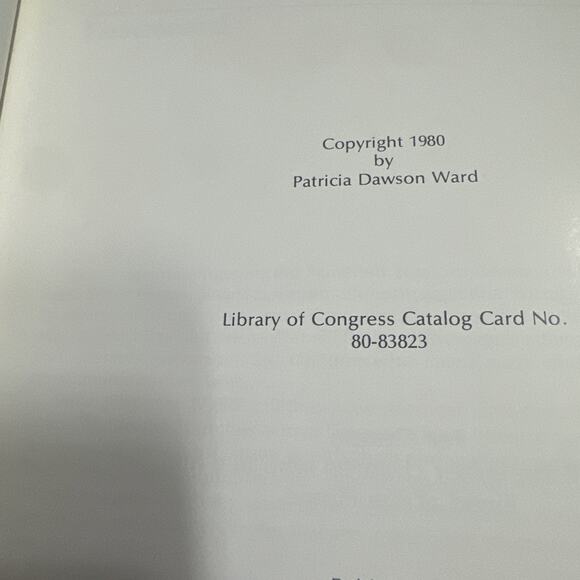 Copyright 1980
by
Patricia Dawson Ward
Library of Congress Catalog Card No.
80-83823